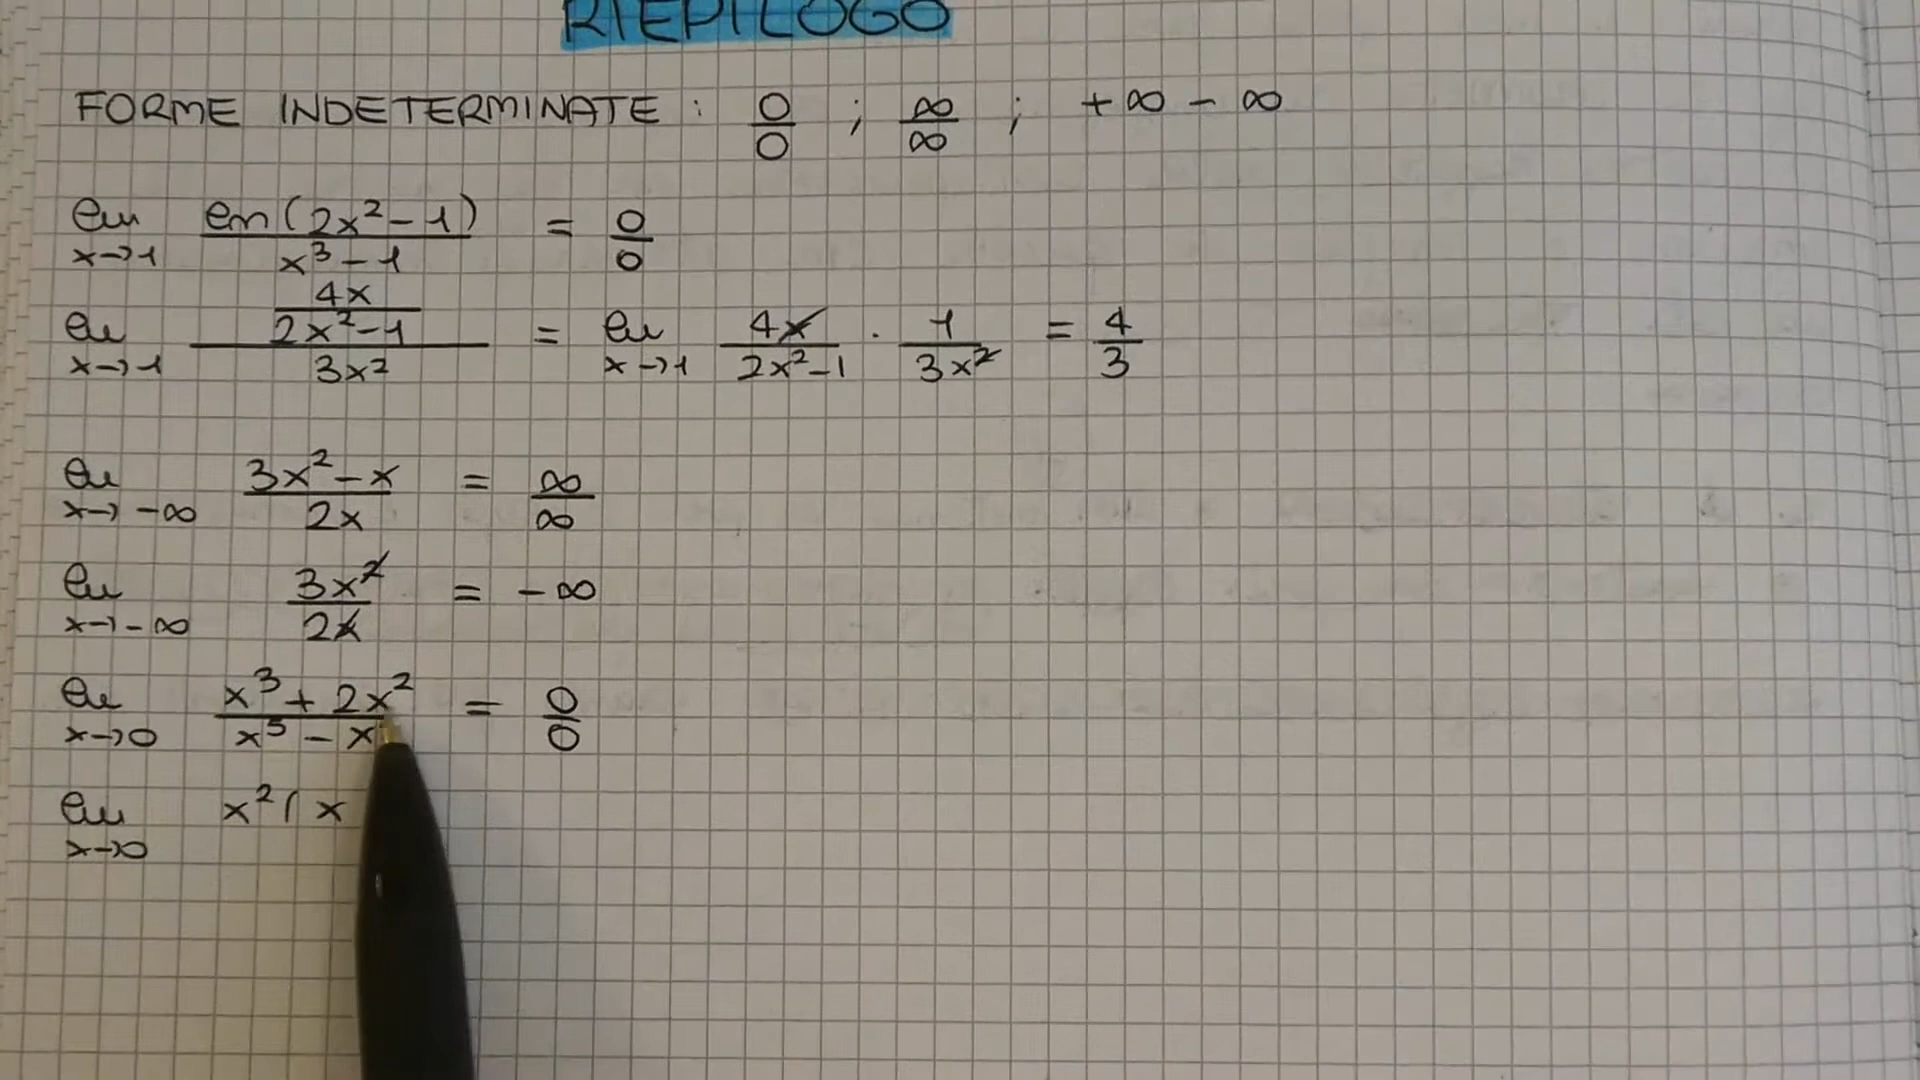 RIEPILOGO
FORME INDETERMINATE : 0/0 ; ∞/∞ ; +∞ - ∞
lim x→1 ln(2x²-1) / x³-1 = 0/0
lim x→1 4x / 2x²-1 / 3x² = lim x→1 4x / 2x²-1 · 1 / 3x² = 4/3
lim x→-∞ 3x²-x / 2x = ∞/∞
lim x→-∞ 3x² / 2x = -∞
lim x→0 x³+2x² / x⁵-x = 0/0
lim x→0 x²(x